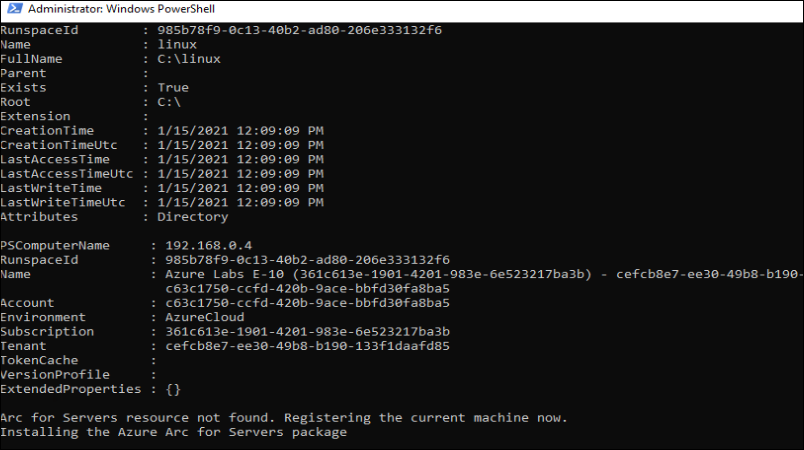 Administrator: Windows PowerShell
RunspaceId        : 985b78f9-0c13-40b2-ad80-206e333132f6
Name              : linux
FullName          : C:\linux
Parent            :
Exists            : True
Root              : C:\
Extension         :
CreationTime      : 1/15/2021 12:09:09 PM
CreationTimeUtc   : 1/15/2021 12:09:09 PM
LastAccessTime    : 1/15/2021 12:09:09 PM
LastAccessTimeUtc : 1/15/2021 12:09:09 PM
LastWriteTime     : 1/15/2021 12:09:09 PM
LastWriteTimeUtc  : 1/15/2021 12:09:09 PM
Attributes        : Directory
PSComputerName     : 192.168.0.4
RunspaceId         : 985b78f9-0c13-40b2-ad80-206e333132f6
Name               : Azure Labs E-10 (361c613e-1901-4201-983e-6e523217ba3b) - cefcb8e7-ee30-49b8-b190-
                     c63c1750-ccfd-420b-9ace-bbfd30fa8ba5
Account            : c63c1750-ccfd-420b-9ace-bbfd30fa8ba5
Environment        : AzureCloud
Subscription       : 361c613e-1901-4201-983e-6e523217ba3b
Tenant             : cefcb8e7-ee30-49b8-b190-133f1daafd85
TokenCache         :
VersionProfile     :
ExtendedProperties : {}
Arc for Servers resource not found. Registering the current machine now.
Installing the Azure Arc for Servers package